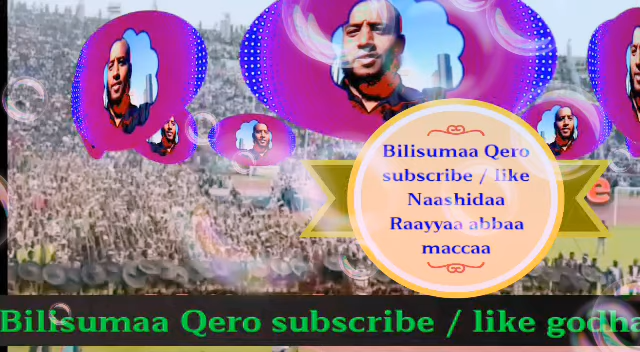 Bilisumaa Qero
subscribe / like
Naashidaa
Raayyaa abbaa
maccaa
e
Bilisumaa Qero subscribe / like godha